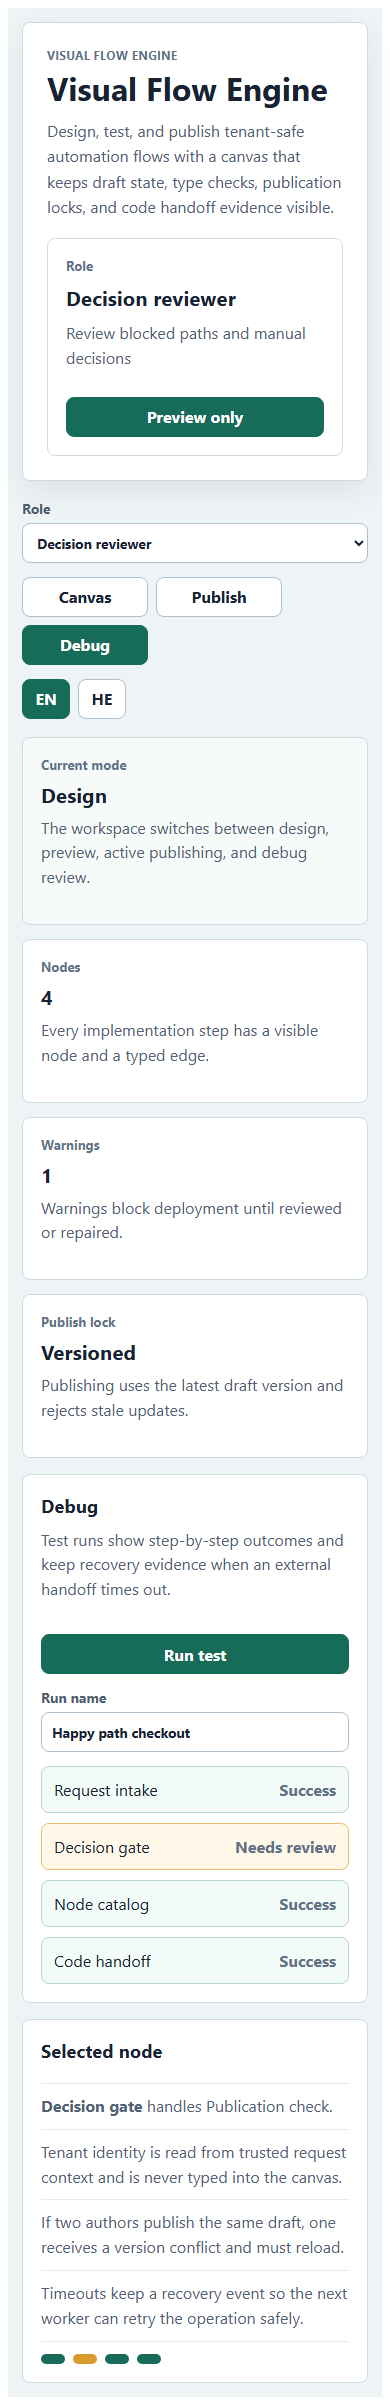 VISUAL FLOW ENGINE
Visual Flow Engine
Design, test, and publish tenant-safe
automation flows with a canvas that
keeps draft state, type checks, publication
locks, and code handoff evidence visible.
Role
Decision reviewer
Review blocked paths and manual
decisions
Preview only
Role
Decision reviewer
Canvas
Publish
Debug
EN
HE
Current mode
Design
The workspace switches between design,
preview, active publishing, and debug
review.
Nodes
4
Every implementation step has a visible
node and a typed edge.
Warnings
1
Warnings block deployment until reviewed
or repaired.
Publish lock
Versioned
Publishing uses the latest draft version and
rejects stale updates.
Debug
Test runs show step-by-step outcomes and
keep recovery evidence when an external
handoff times out.
Run test
Run name
Happy path checkout
Request intake Success
Decision gate Needs review
Node catalog Success
Code handoff Success
Selected node
Decision gate handles Publication check.
Tenant identity is read from trusted request
context and is never typed into the canvas.
If two authors publish the same draft, one
receives a version conflict and must reload.
Timeouts keep a recovery event so the next
worker can retry the operation safely.